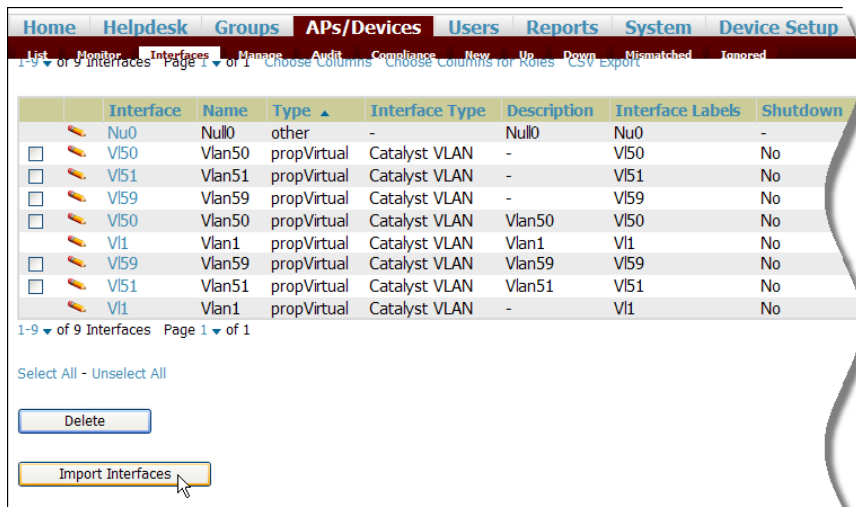 Home Helpdesk Groups APs/Devices Users Reports System Device Setup
List Monitor Interfaces Manage Audit Compliance New Up Down Mismatched Ignored
1-9 of 9 Interfaces Page 1 of 1 Choose Columns Choose Columns for Roles CSV Export
Interface Name Type Interface Type Description Interface Labels Shutdown
Nu0 Null0 other - Null0 Nu0 -
Vl50 Vlan50 propVirtual Catalyst VLAN - Vl50 No
Vl51 Vlan51 propVirtual Catalyst VLAN - Vl51 No
Vl59 Vlan59 propVirtual Catalyst VLAN - Vl59 No
Vl50 Vlan50 propVirtual Catalyst VLAN Vlan50 Vl50 No
Vl1 Vlan1 propVirtual Catalyst VLAN Vlan1 Vl1 No
Vl59 Vlan59 propVirtual Catalyst VLAN Vlan59 Vl59 No
Vl51 Vlan51 propVirtual Catalyst VLAN Vlan51 Vl51 No
Vl1 Vlan1 propVirtual Catalyst VLAN - Vl1 No
1-9 of 9 Interfaces Page 1 of 1
Select All - Unselect All
Delete
Import Interfaces